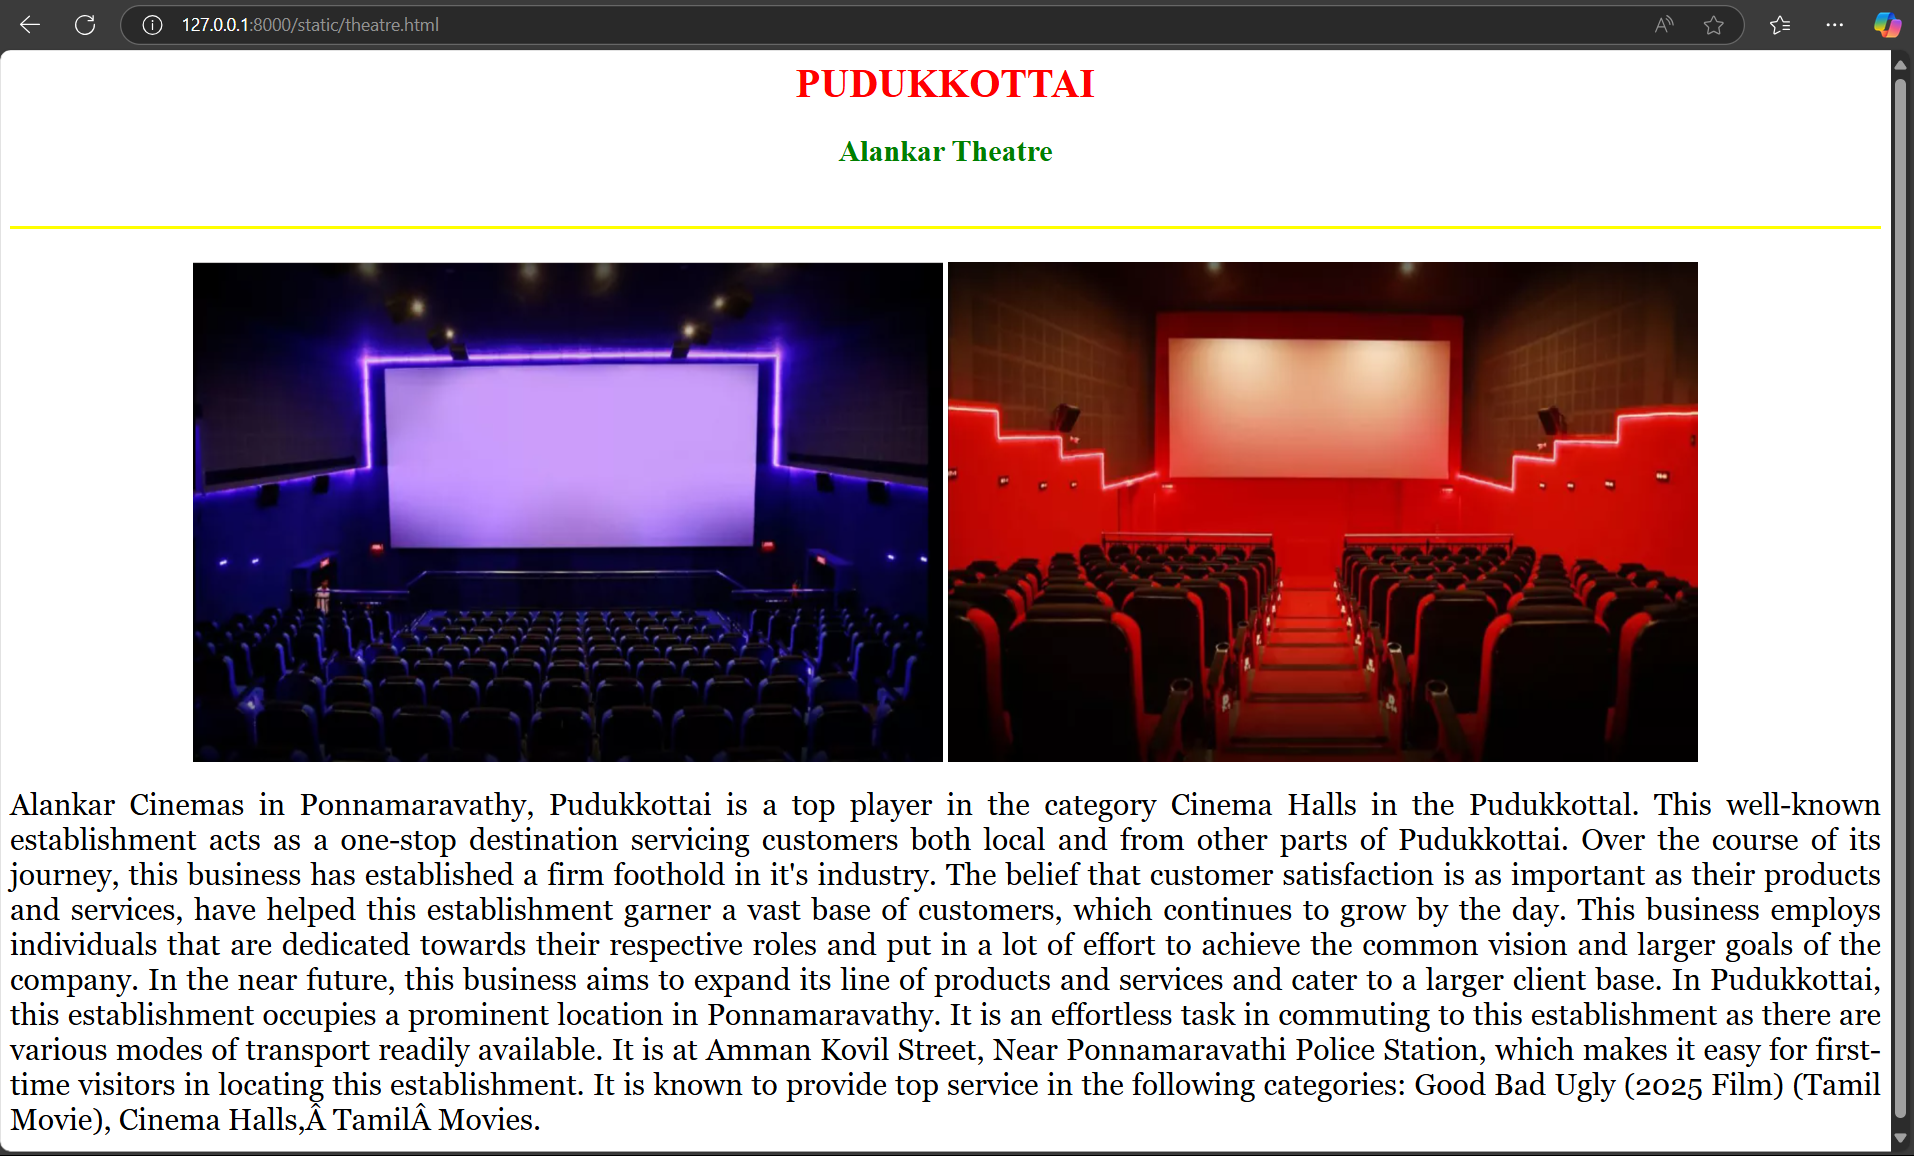 127.0.0.1:8000/static/theatre.html
PUDUKKOTTAI
Alankar Theatre
Alankar Cinemas in Ponnamaravathy, Pudukkottai is a top player in the category Cinema Halls in the Pudukkottal. This well-known
establishment acts as a one-stop destination servicing customers both local and from other parts of Pudukkottai. Over the course of its
journey, this business has established a firm foothold in it's industry. The belief that customer satisfaction is as important as their products
and services, have helped this establishment garner a vast base of customers, which continues to grow by the day. This business employs
individuals that are dedicated towards their respective roles and put in a lot of effort to achieve the common vision and larger goals of the
company. In the near future, this business aims to expand its line of products and services and cater to a larger client base. In Pudukkottai,
this establishment occupies a prominent location in Ponnamaravathy. It is an effortless task in commuting to this establishment as there are
various modes of transport readily available. It is at Amman Kovil Street, Near Ponnamaravathi Police Station, which makes it easy for first-
time visitors in locating this establishment. It is known to provide top service in the following categories: Good Bad Ugly (2025 Film) (Tamil
Movie), Cinema Halls,Â TamilÂ Movies.